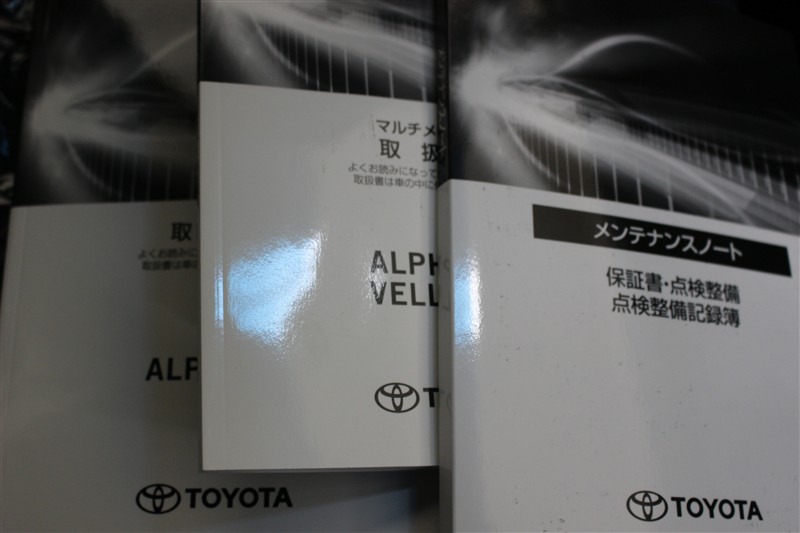 取
よくお読みに
取扱書は車
ALP
TOYOTA
マルチメ
取扱
よくお読みになって
取扱書は車の中に
ALPH
VELL
T
メンテナンスノート
保証書・点検整備
点検整備記録簿
TOYOTA